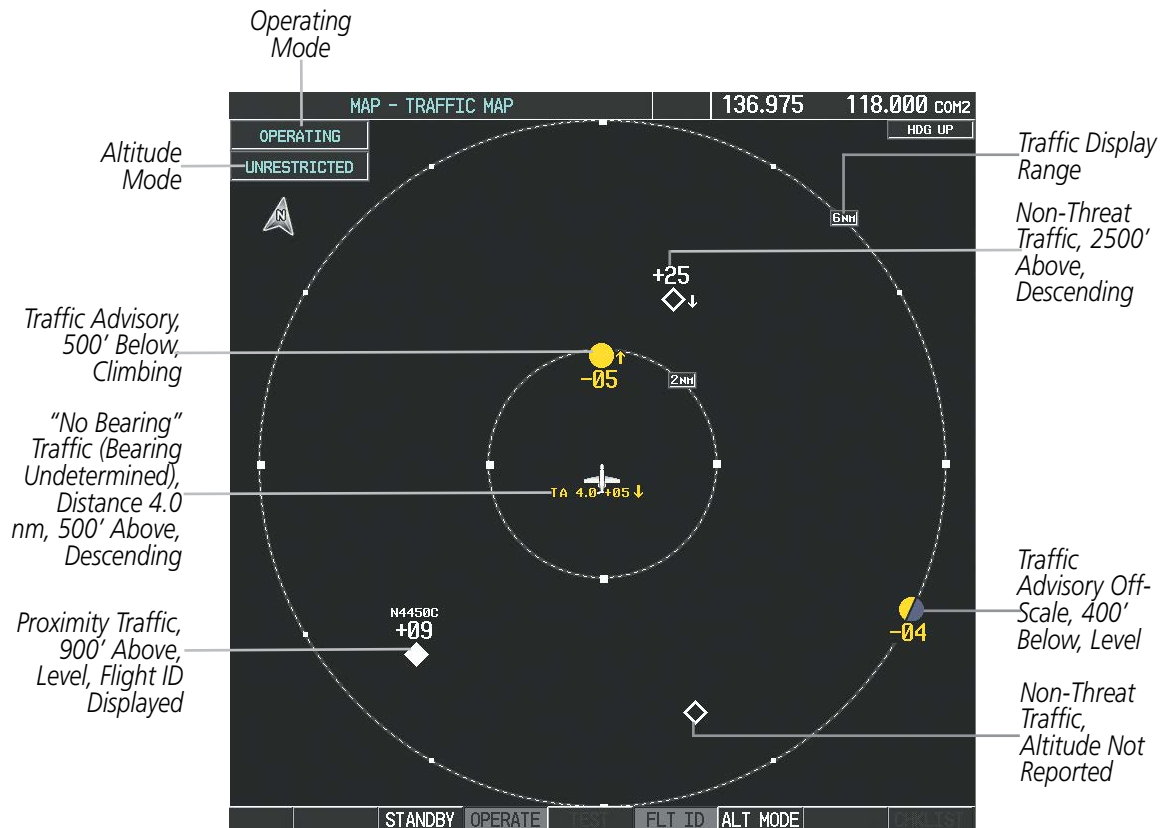 Operating
Mode
MAP – TRAFFIC MAP
136.975
118.000 COM2
OPERATING
HDG UP
Altitude
Mode
UNRESTRICTED
Traffic Display
Range
N
6NM
Non-Threat
Traffic, 2500’
Above,
Descending
+25
Traffic Advisory,
500’ Below,
Climbing
-05
2NM
“No Bearing”
Traffic (Bearing
Undetermined),
Distance 4.0
nm, 500’ Above,
Descending
TA 4.0 +05
Traffic
Advisory Off-
Scale, 400’
Below, Level
-04
Proximity Traffic,
900’ Above,
Level, Flight ID
Displayed
N4450C
+09
Non-Threat
Traffic,
Altitude Not
Reported
STANDBY
OPERATE
TEST
FLT ID
ALT MODE
CHKLIST